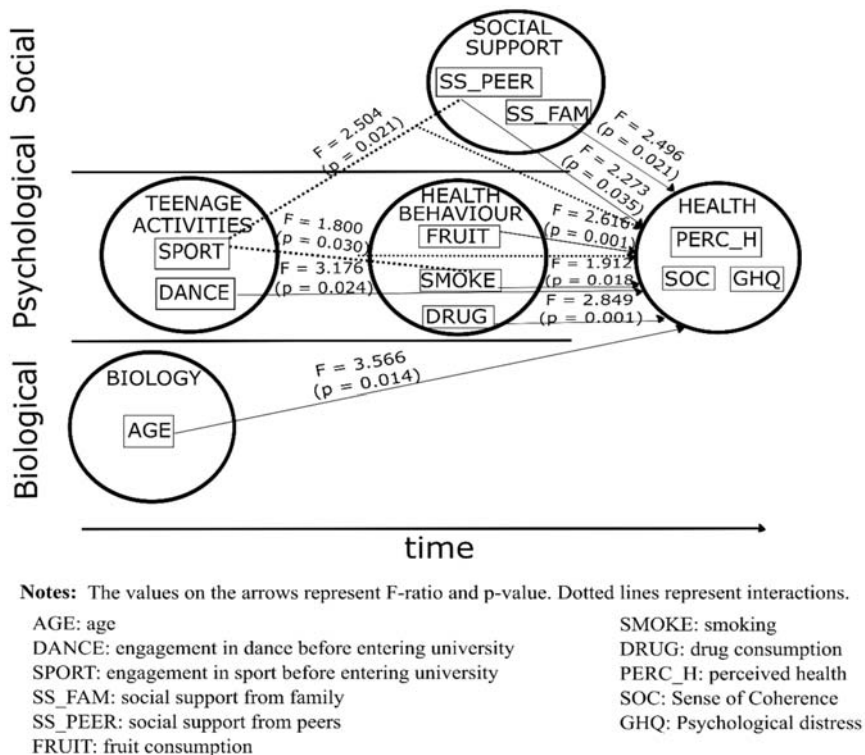 Social
Psychological
Biological
SOCIAL
SUPPORT
SS_PEER
SS_FAM
F = 2.504
(p = 0.021)
F = 2.496
(p = 0.021)
F = 2.273
(p = 0.035)
TEENAGE
ACTIVITIES
SPORT
DANCE
F = 1.800
(p = 0.030)
F = 3.176
(p = 0.024)
HEALTH
BEHAVIOUR
FRUIT
SMOKE
DRUG
F = 2.616
(p = 0.001)
F = 1.912
(p = 0.018
F = 2.849
(p = 0.001)
HEALTH
PERC_H
SOC
GHQ
BIOLOGY
AGE
F = 3.566
(p = 0.014)
time
Notes: The values on the arrows represent F-ratio and p-value. Dotted lines represent interactions.
AGE: age
DANCE: engagement in dance before entering university
SPORT: engagement in sport before entering university
SS_FAM: social support from family
SS_PEER: social support from peers
FRUIT: fruit consumption
SMOKE: smoking
DRUG: drug consumption
PERC_H: perceived health
SOC: Sense of Coherence
GHQ: Psychological distress